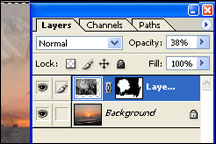 Layers Channels Paths
Normal Opacity: 38%
Lock: Fill: 100%
Laye...
Background